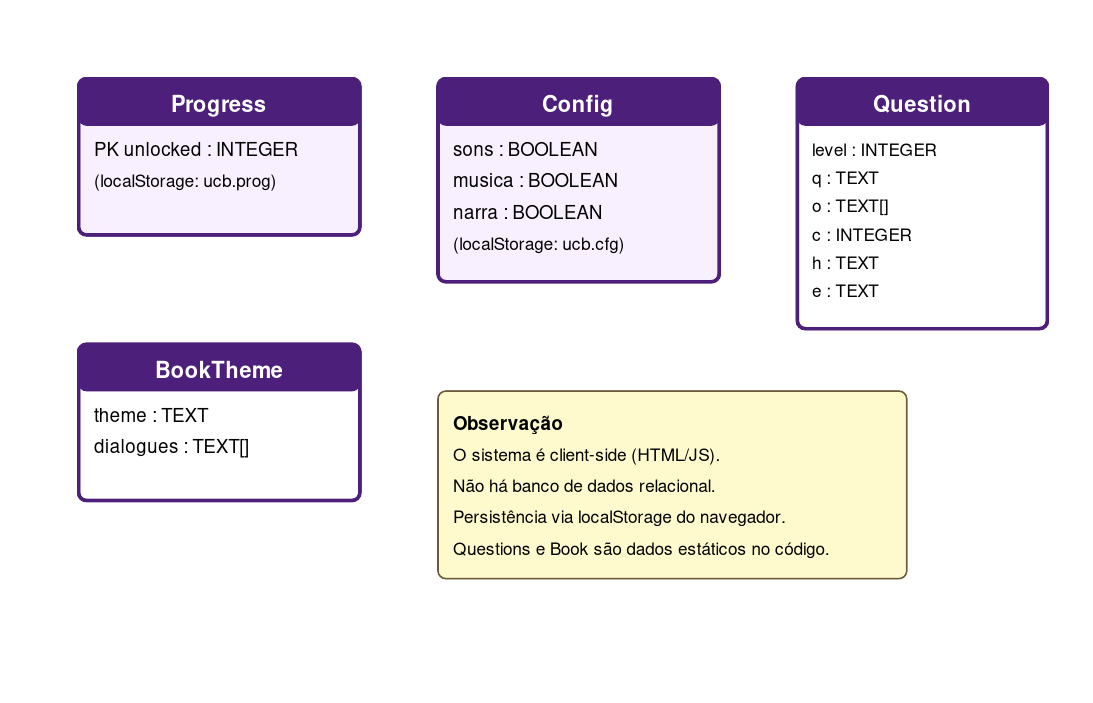 Progress
PK unlocked : INTEGER
(localStorage: ucb.prog)
Config
sons : BOOLEAN
musica : BOOLEAN
narra : BOOLEAN
(localStorage: ucb.cfg)
Question
level : INTEGER
q : TEXT
o : TEXT[]
c : INTEGER
h : TEXT
e : TEXT
BookTheme
theme : TEXT
dialogues : TEXT[]
Observação
O sistema é client-side (HTML/JS).
Não há banco de dados relacional.
Persistência via localStorage do navegador.
Questions e Book são dados estáticos no código.